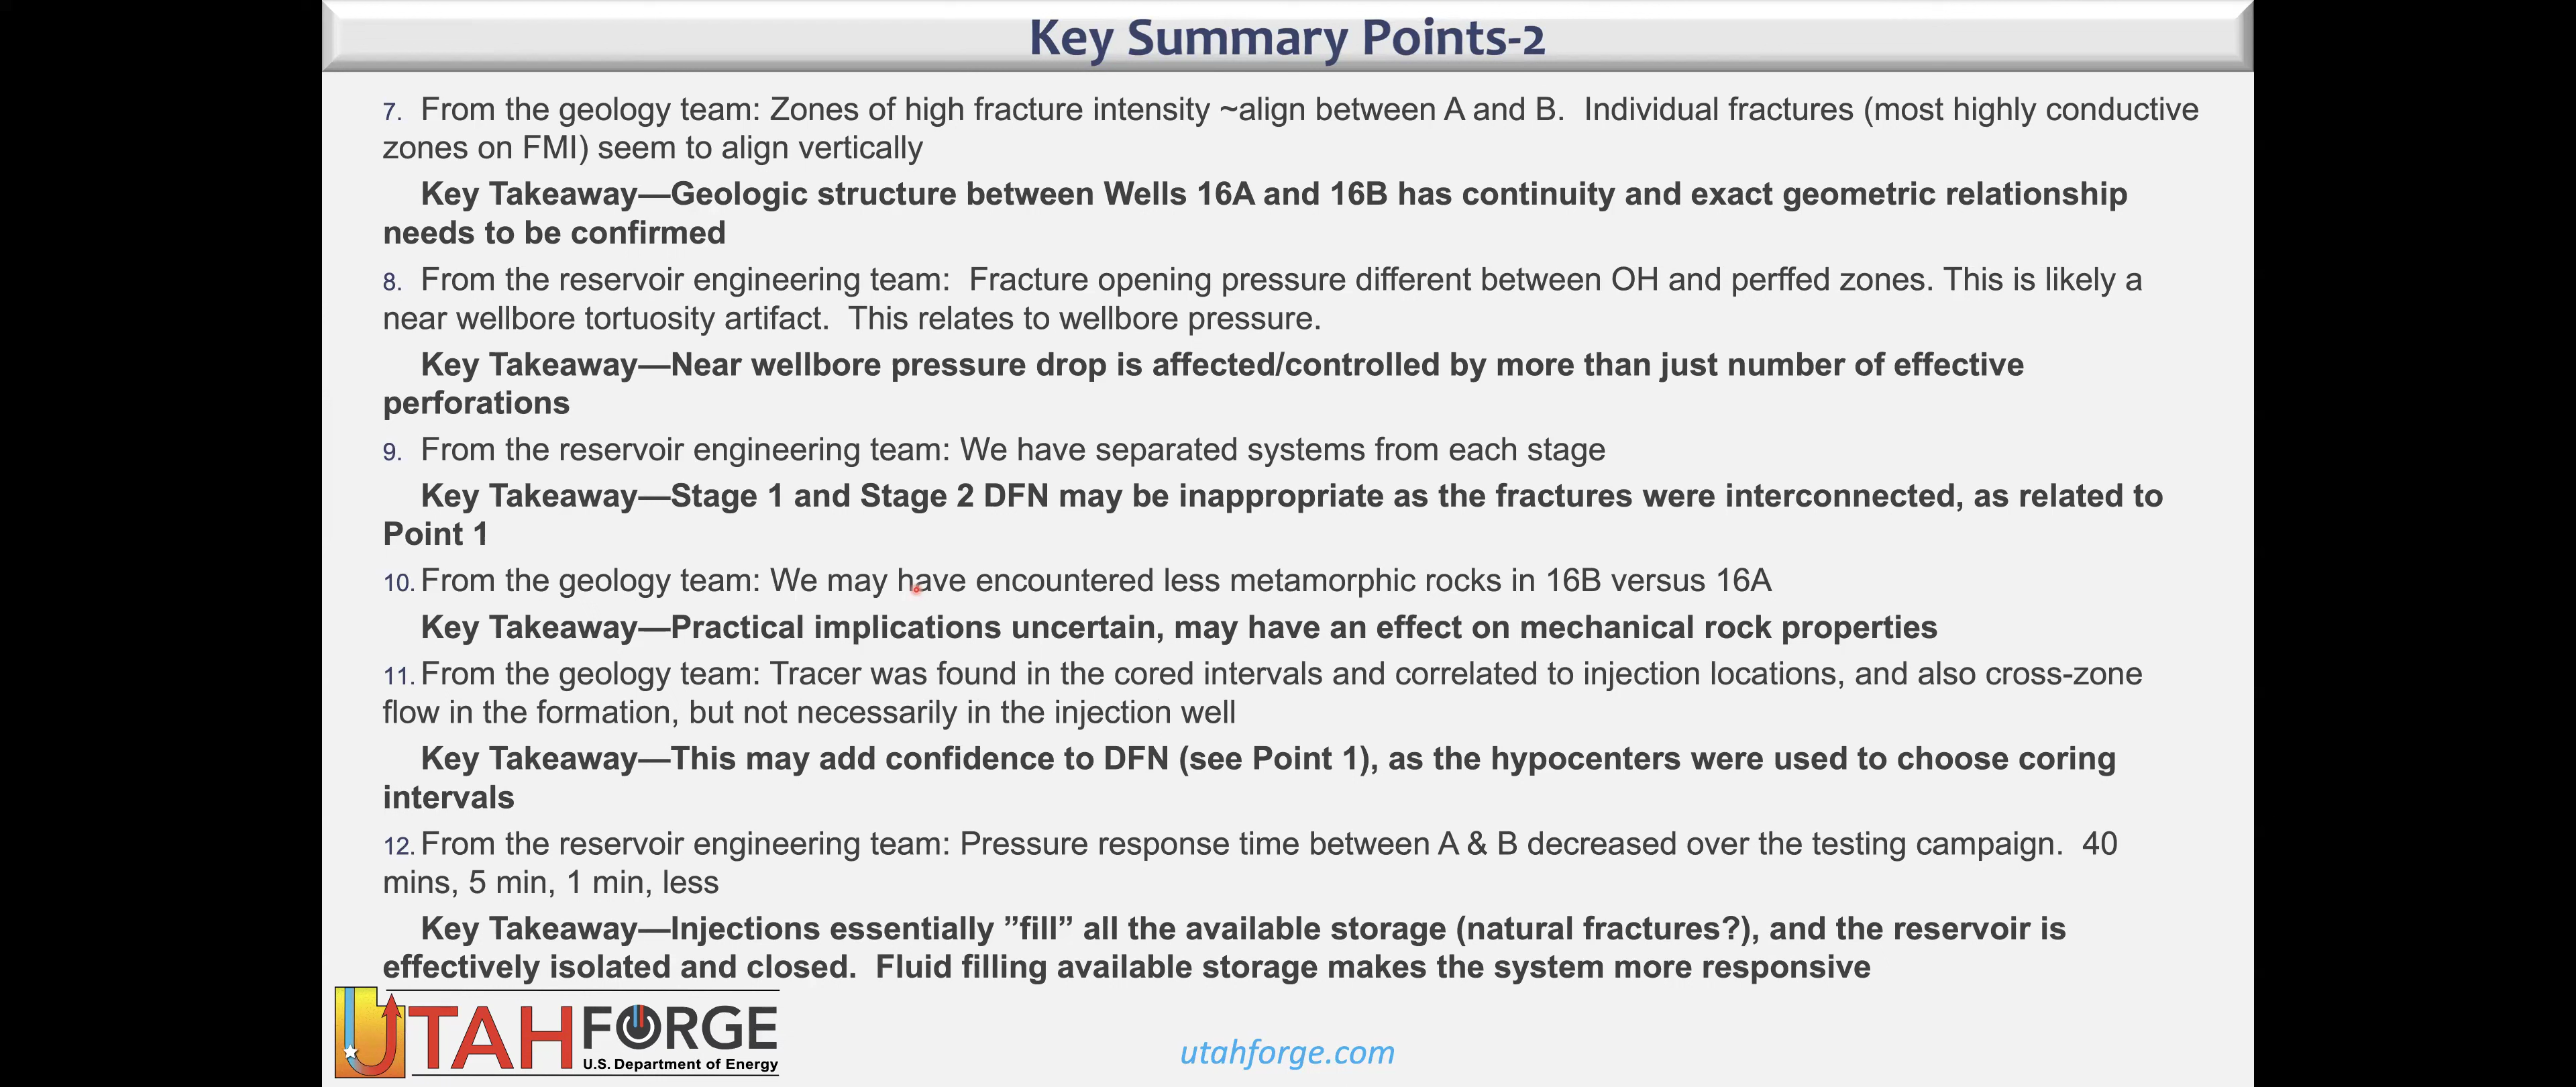 Key Summary Points-2
7. From the geology team: Zones of high fracture intensity ~align between A and B.  Individual fractures (most highly conductive
zones on FMI) seem to align vertically
Key Takeaway—Geologic structure between Wells 16A and 16B has continuity and exact geometric relationship
needs to be confirmed
8. From the reservoir engineering team:  Fracture opening pressure different between OH and perffed zones. This is likely a
near wellbore tortuosity artifact.  This relates to wellbore pressure.
Key Takeaway—Near wellbore pressure drop is affected/controlled by more than just number of effective
perforations
9. From the reservoir engineering team: We have separated systems from each stage
Key Takeaway—Stage 1 and Stage 2 DFN may be inappropriate as the fractures were interconnected, as related to
Point 1
10. From the geology team: We may have encountered less metamorphic rocks in 16B versus 16A
Key Takeaway—Practical implications uncertain, may have an effect on mechanical rock properties
11. From the geology team: Tracer was found in the cored intervals and correlated to injection locations, and also cross-zone
flow in the formation, but not necessarily in the injection well
Key Takeaway—This may add confidence to DFN (see Point 1), as the hypocenters were used to choose coring
intervals
12. From the reservoir engineering team: Pressure response time between A & B decreased over the testing campaign.  40
mins, 5 min, 1 min, less
Key Takeaway—Injections essentially ”fill” all the available storage (natural fractures?), and the reservoir is
effectively isolated and closed.  Fluid filling available storage makes the system more responsive
UTAH FORGE
U.S. Department of Energy
utahforge.com